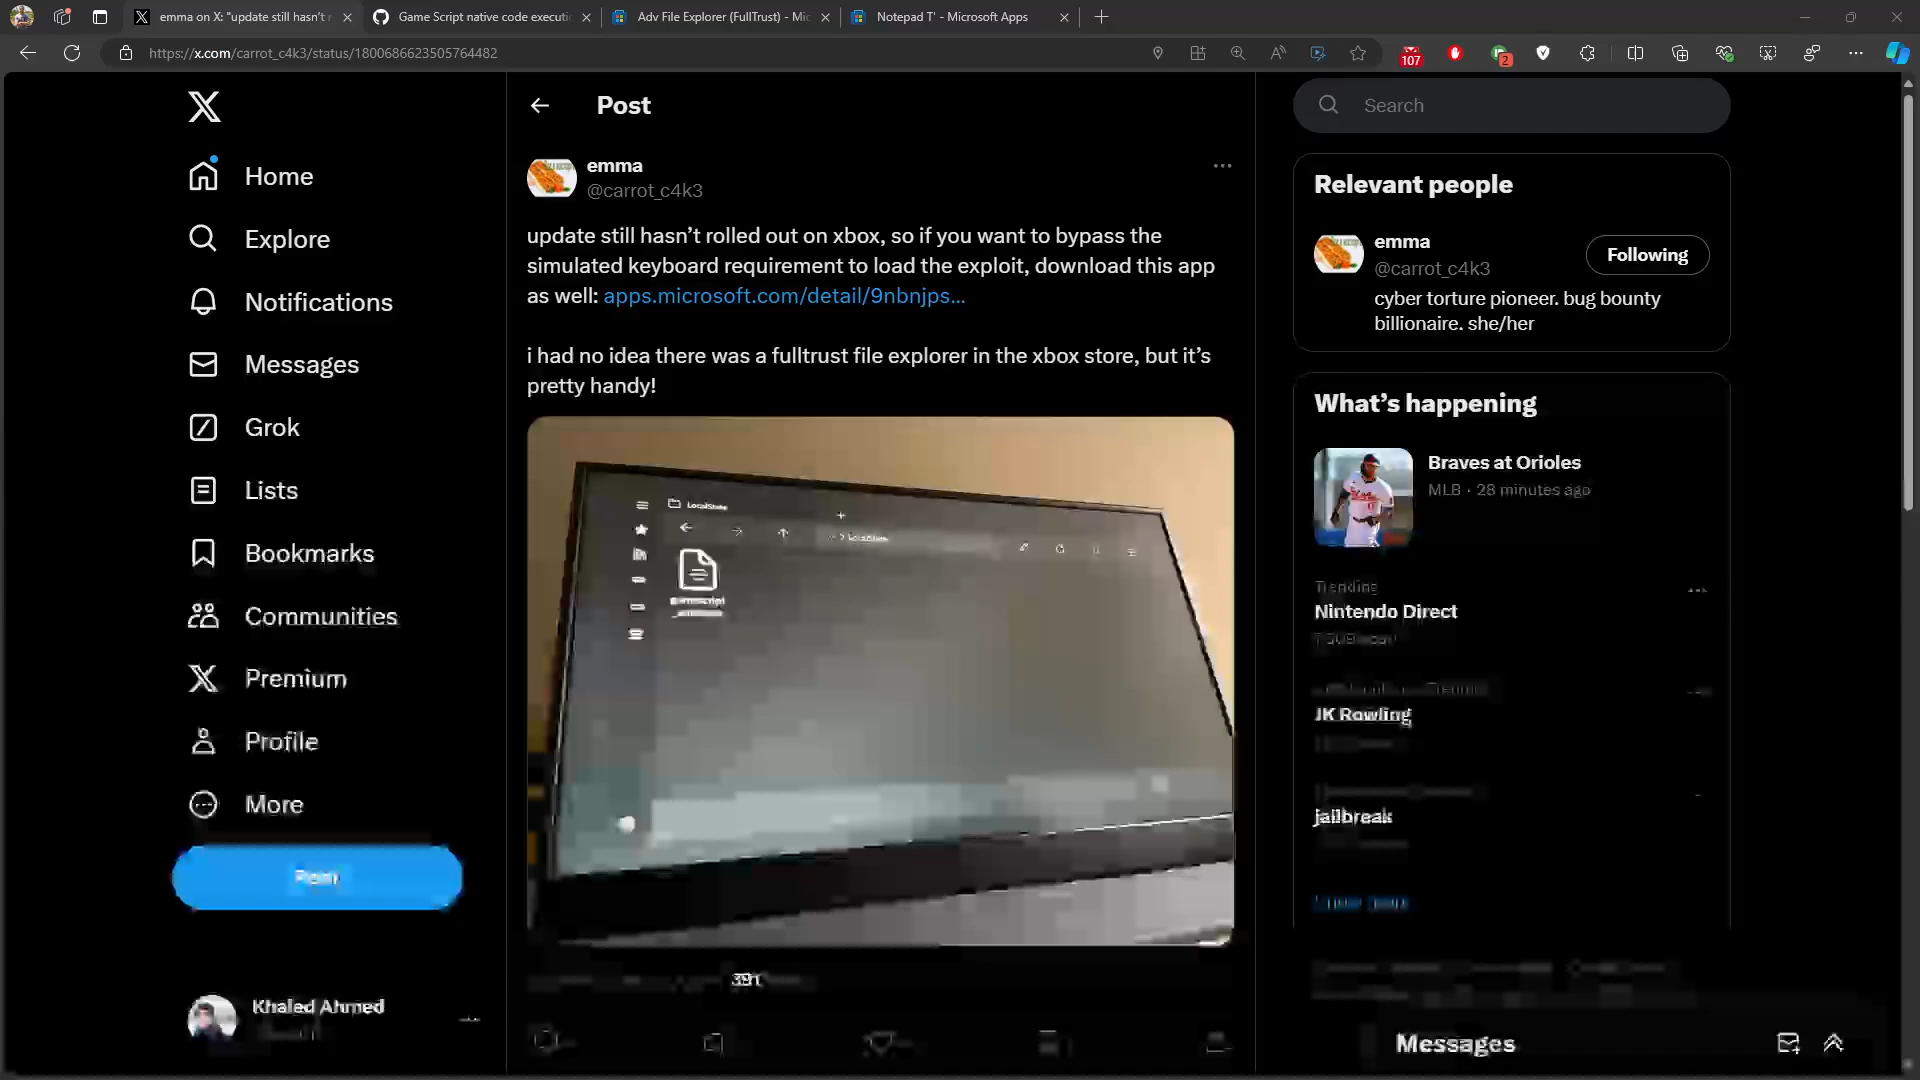 emma on X: "update still hasn't r
Game Script native code executi
Adv File Explorer (FullTrust) - Mic
Notepad T' - Microsoft Apps
https://x.com/carrot_c4k3/status/1800686623505764482
107
2
Home
Explore
Notifications
Messages
Grok
Lists
Bookmarks
Communities
Premium
Profile
More
Post
Khaled Ahmed
Post
emma
@carrot_c4k3
update still hasn't rolled out on xbox, so if you want to bypass the
simulated keyboard requirement to load the exploit, download this app
as well: apps.microsoft.com/detail/9nbnjps...
i had no idea there was a fulltrust file explorer in the xbox store, but it's
pretty handy!
LocalState
Search
Relevant people
emma
@carrot_c4k3
Following
cyber torture pioneer. bug bounty
billionaire. she/her
What's happening
Braves at Orioles
MLB · 28 minutes ago
Trending
Nintendo Direct
JK Rowling
jailbreak
Messages